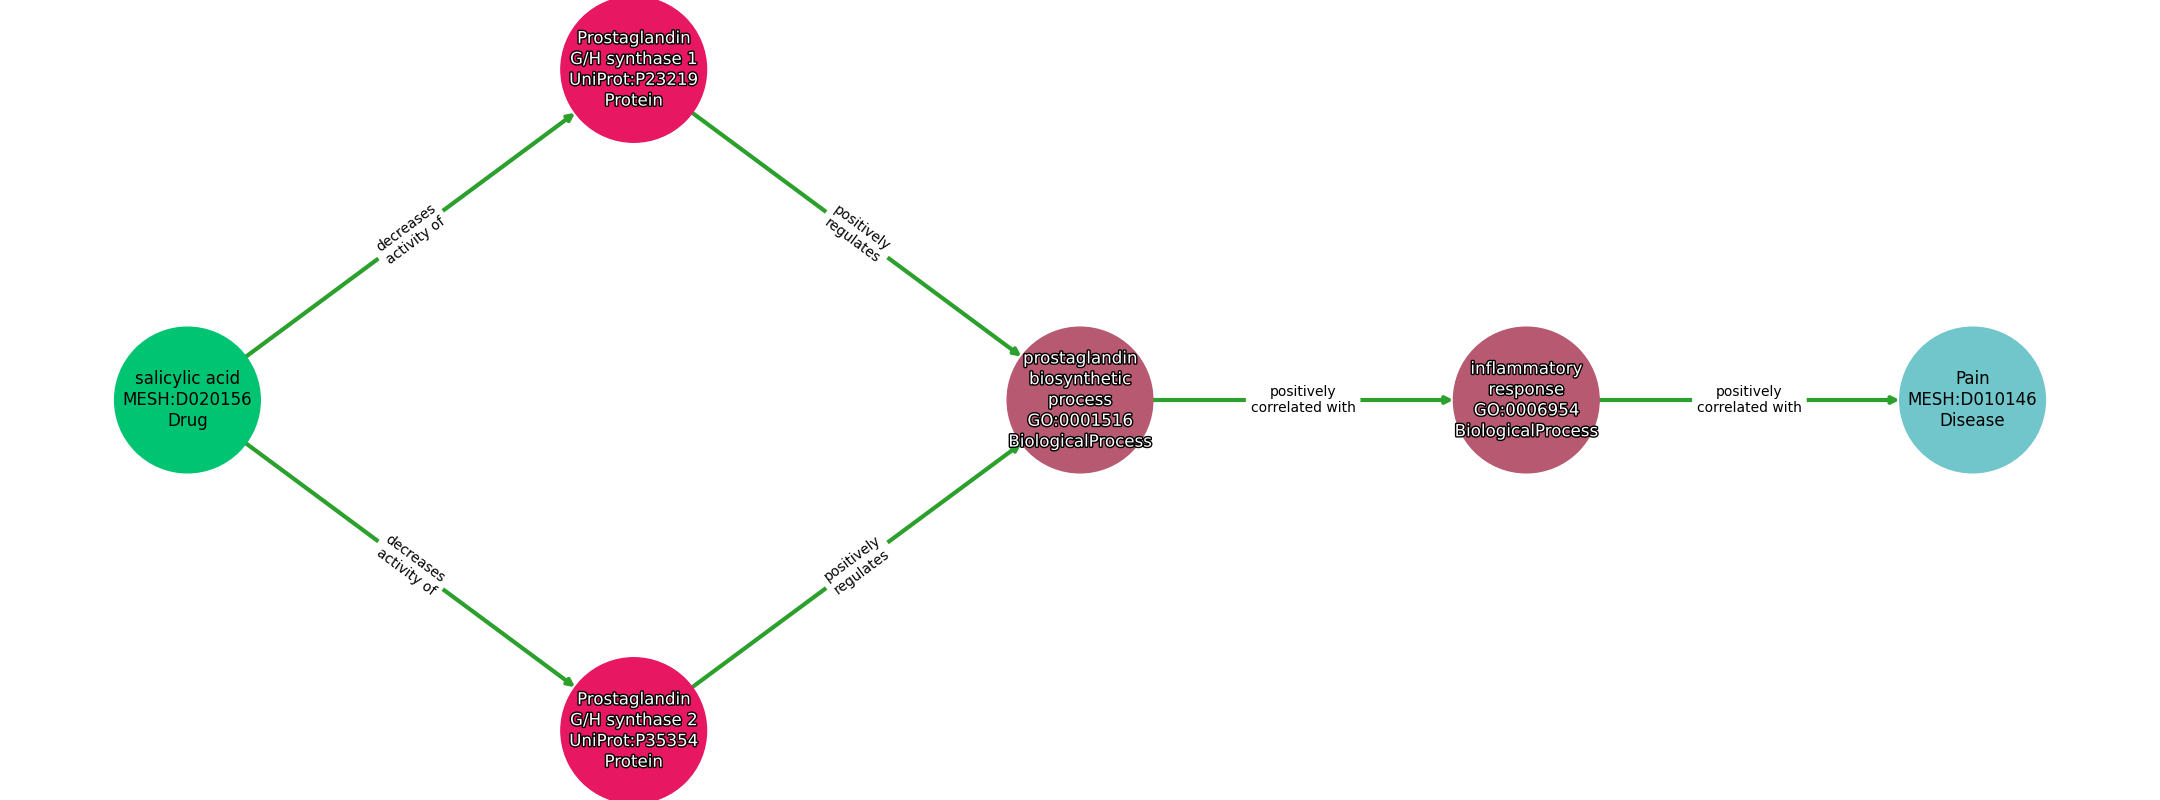 Prostaglandin
G/H synthase 1
UniProt:P23219
Protein
decreases
activity of
positively
regulates
salicylic acid
MESH:D020156
Drug
prostaglandin
biosynthetic
process
GO:0001516
BiologicalProcess
positively
correlated with
inflammatory
response
GO:0006954
BiologicalProcess
positively
correlated with
Pain
MESH:D010146
Disease
decreases
activity of
positively
regulates
Prostaglandin
G/H synthase 2
UniProt:P35354
Protein